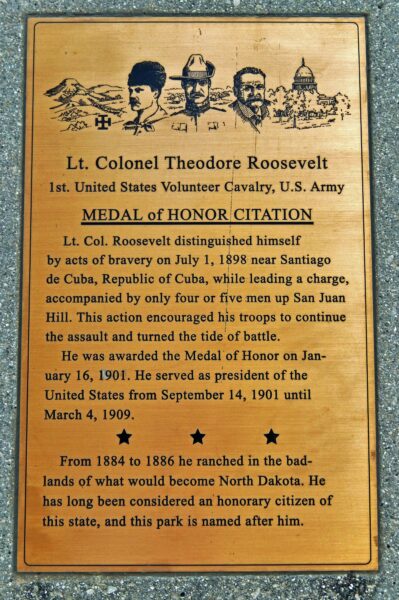 Lt. Colonel Theodore Roosevelt
1st. United States Volunteer Cavalry, U.S. Army
MEDAL of HONOR CITATION
Lt. Col. Roosevelt distinguished himself
by acts of bravery on July 1, 1898 near Santiago
de Cuba, Republic of Cuba, while leading a charge,
accompanied by only four or five men up San Juan
Hill. This action encouraged his troops to continue
the assault and turned the tide of battle.
He was awarded the Medal of Honor on Jan-
uary 16, 1901. He served as president of the
United States from September 14, 1901 until
March 4, 1909.
From 1884 to 1886 he ranched in the bad-
lands of what would become North Dakota. He
has long been considered an honorary citizen of
this state, and this park is named after him.